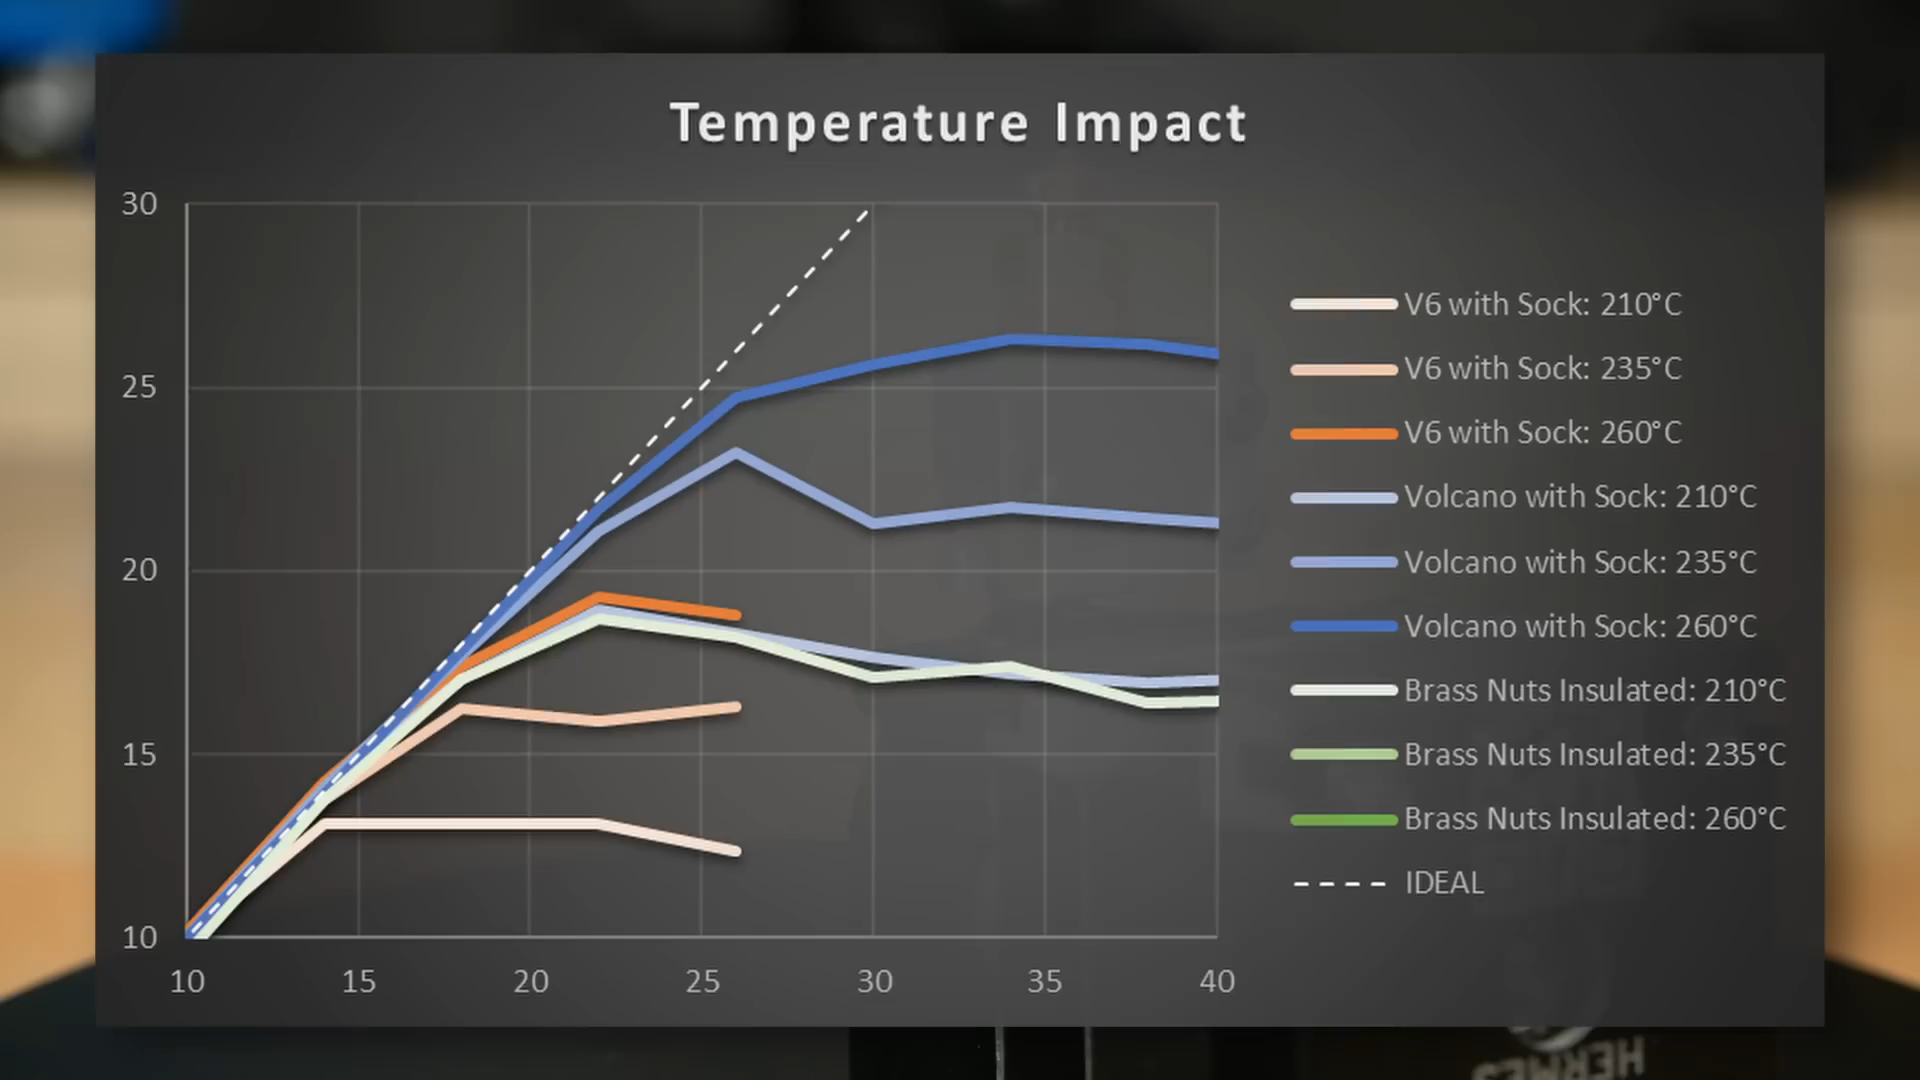 Temperature Impact
30
25
20
15
10
10 15 20 25 30 35 40
V6 with Sock: 210°C
V6 with Sock: 235°C
V6 with Sock: 260°C
Volcano with Sock: 210°C
Volcano with Sock: 235°C
Volcano with Sock: 260°C
Brass Nuts Insulated: 210°C
Brass Nuts Insulated: 235°C
Brass Nuts Insulated: 260°C
IDEAL
HERMES